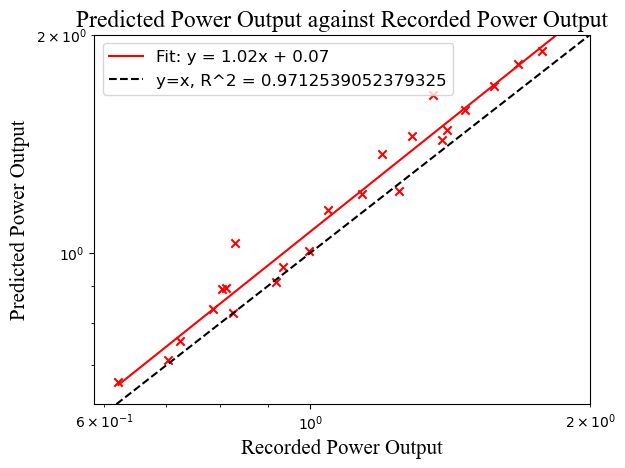 Predicted Power Output against Recorded Power Output
2 × 10⁰
Fit: y = 1.02x + 0.07
y=x, R^2 = 0.9712539052379325
Predicted Power Output
10⁰
6 × 10⁻¹
10⁰
2 × 10⁰
Recorded Power Output